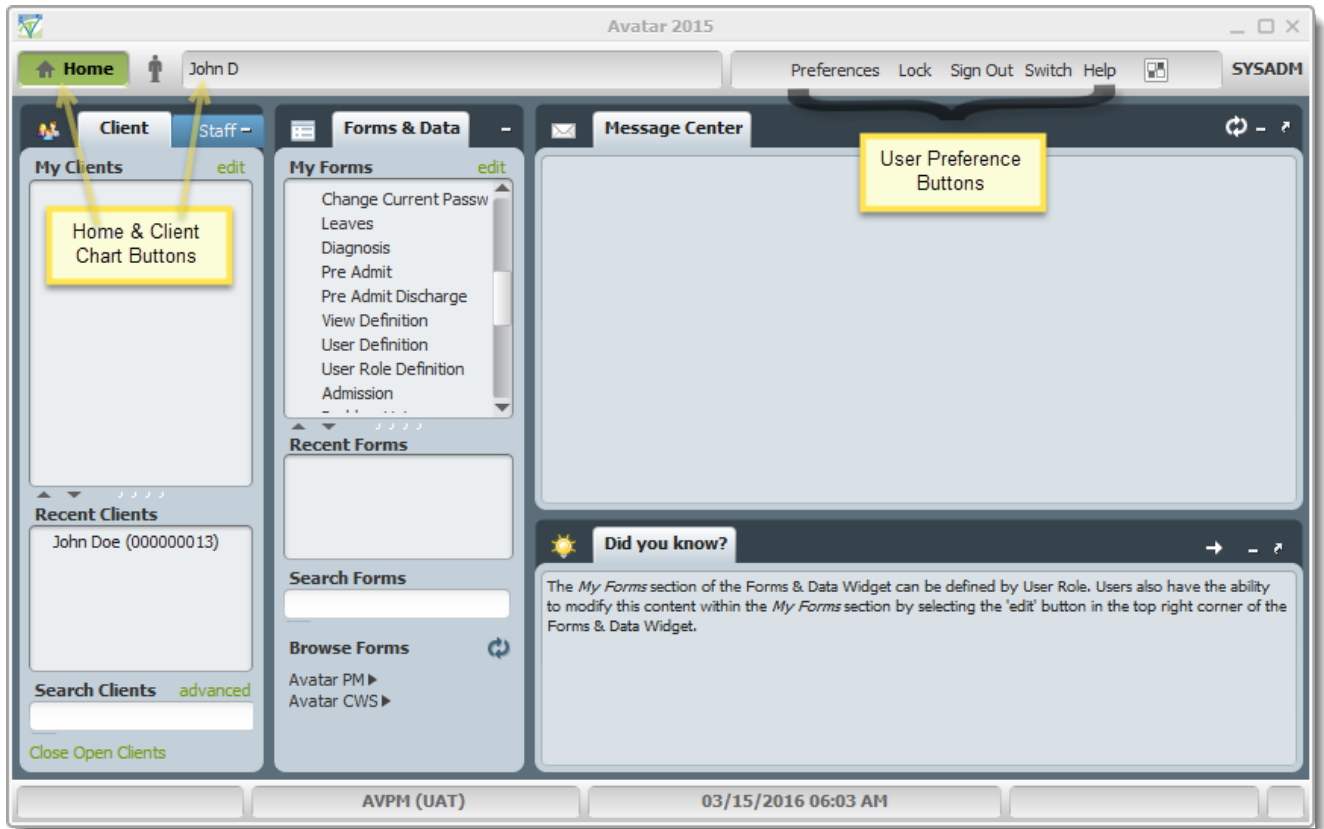 Avatar 2015
Home
John D
Preferences Lock Sign Out Switch Help
SYSADM
Client
Staff
My Clients
edit
Home & Client
Chart Buttons
Recent Clients
John Doe (000000013)
Search Clients
advanced
Close Open Clients
Forms & Data
My Forms
edit
Change Current Passw
Leaves
Diagnosis
Pre Admit
Pre Admit Discharge
View Definition
User Definition
User Role Definition
Admission
Recent Forms
Search Forms
Browse Forms
Avatar PM
Avatar CWS
Message Center
User Preference
Buttons
Did you know?
The My Forms section of the Forms & Data Widget can be defined by User Role. Users also have the ability
to modify this content within the My Forms section by selecting the 'edit' button in the top right corner of the
Forms & Data Widget.
AVPM (UAT)
03/15/2016 06:03 AM